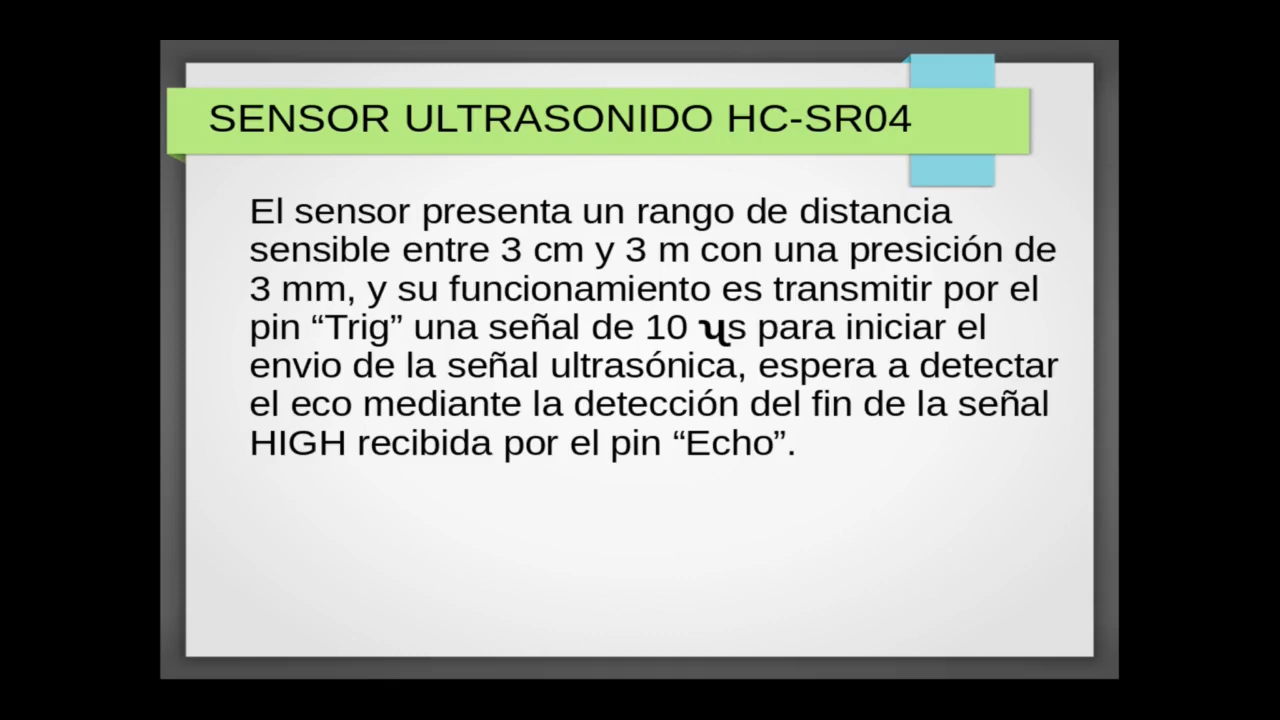 SENSOR ULTRASONIDO HC-SR04
El sensor presenta un rango de distancia
sensible entre 3 cm y 3 m con una presición de
3 mm, y su funcionamiento es transmitir por el
pin “Trig” una señal de 10 ʯs para iniciar el
envio de la señal ultrasónica, espera a detectar
el eco mediante la detección del fin de la señal
HIGH recibida por el pin “Echo”.